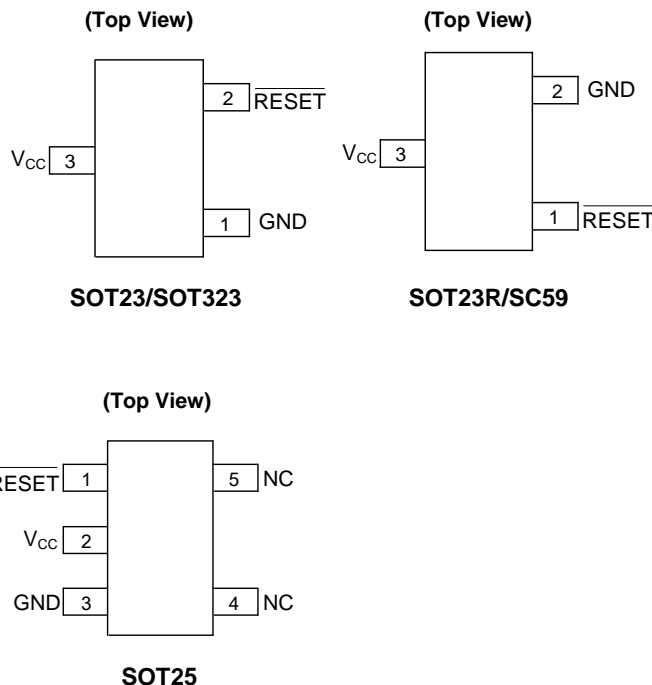 (Top View)
2 RESET
VCC 3
1 GND
SOT23/SOT323
(Top View)
2 GND
VCC 3
1 RESET
SOT23R/SC59
(Top View)
RESET 1
5 NC
VCC 2
GND 3
4 NC
SOT25